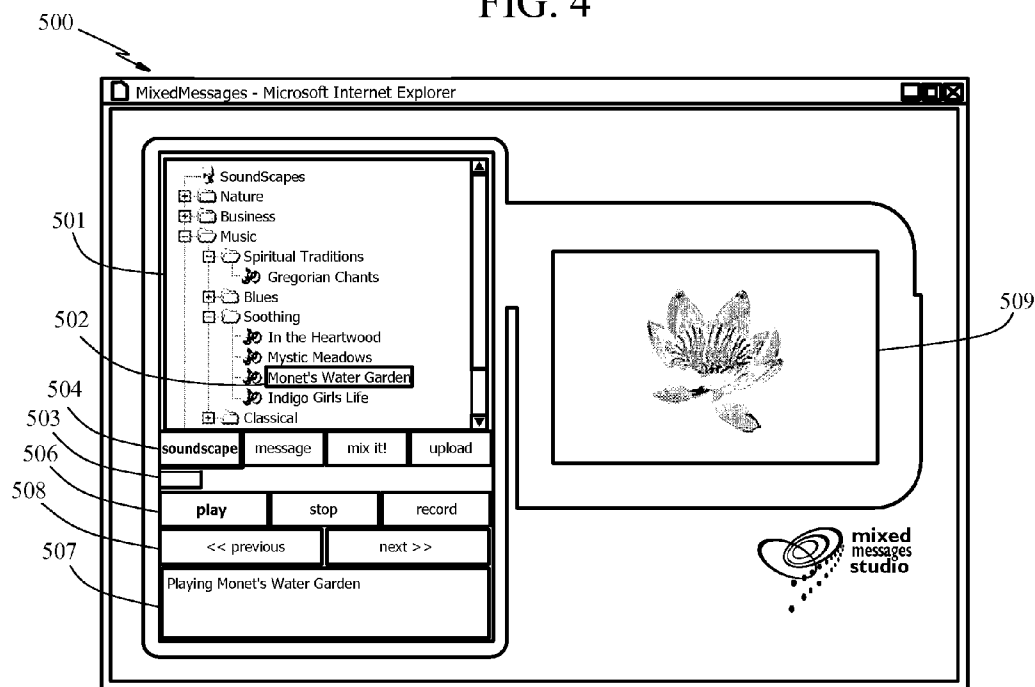 FIG. 4
500
MixedMessages - Microsoft Internet Explorer
SoundScapes
Nature
Business
501
Music
Spiritual Traditions
Gregorian Chants
Blues
509
Soothing
502
In the Heartwood
Mystic Meadows
Monet's Water Garden
504
Indigo Girls Life
503
Classical
506
soundscape message mix it! upload
508
play stop record
507
<< previous next >>
Playing Monet's Water Garden
mixed
messages
studio